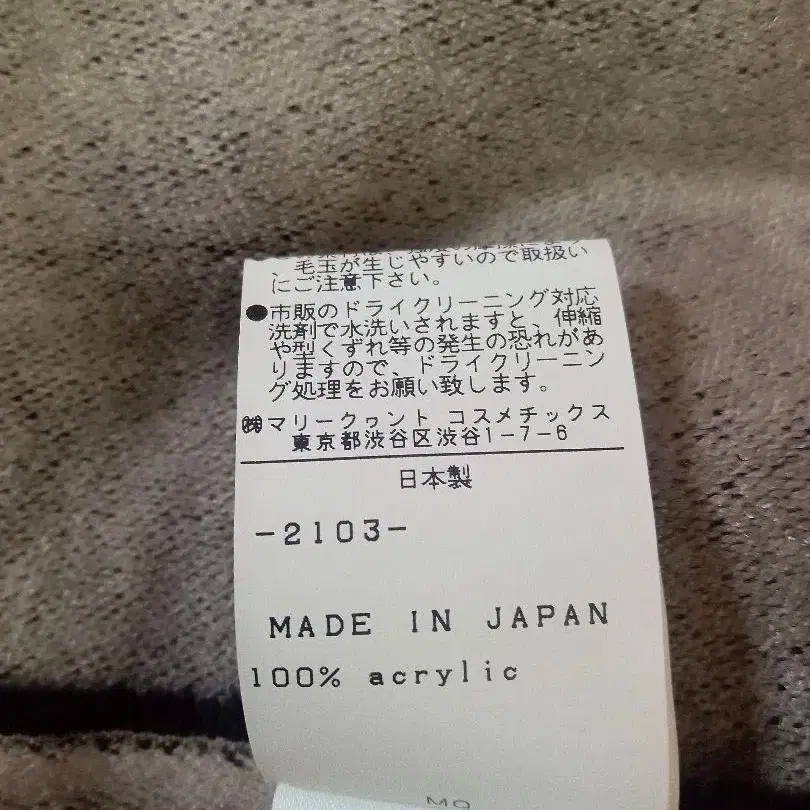 毛玉が生じやすいので取扱い
にご注意下さい。
●市販のドライクリーニング対応
洗剤で水洗いされますと、伸縮
や型くずれ等の発生の恐れがあ
りますので、ドライクリーニン
グ処理をお願い致します。
㈱マリークヮント コスメチックス
東京都渋谷区渋谷1-7-6
日本製
-2103-
MADE IN JAPAN
100% acrylic
MQ